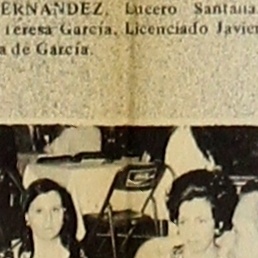 ERNANDEZ, Lucero Santana
Teresa García, Licenciado Javier
a de García.